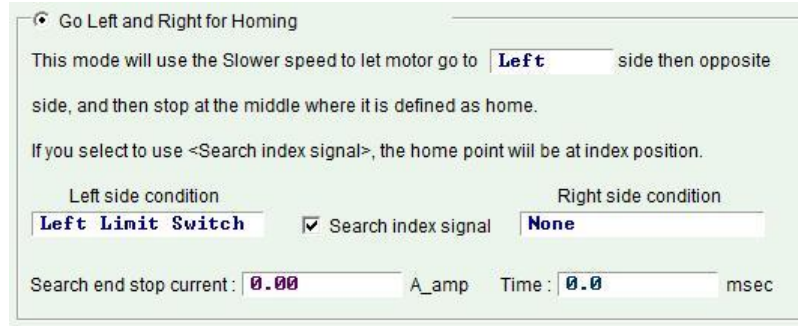 Go Left and Right for Homing
This mode will use the Slower speed to let motor go to Left side then opposite
side, and then stop at the middle where it is defined as home.
If you select to use <Search index signal>, the home point wiil be at index position.
Left side condition Right side condition
Left Limit Switch Search index signal None
Search end stop current : 0.00 A_amp Time : 0.0 msec